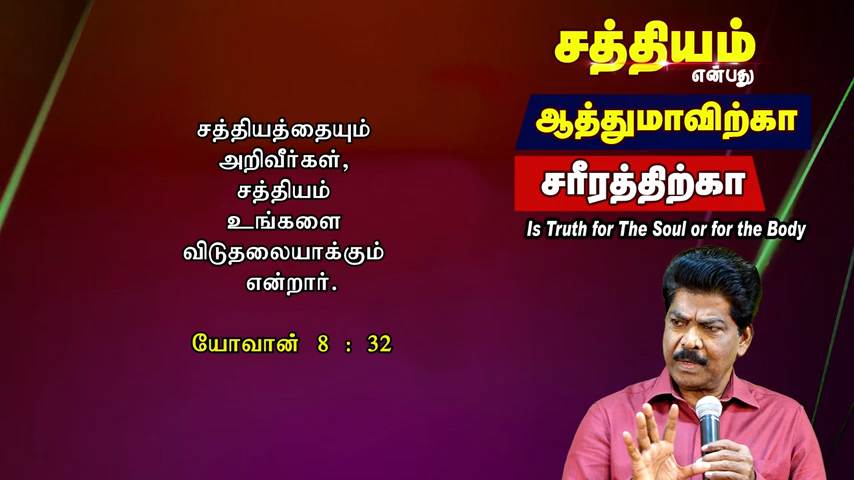 சத்தியம்
என்பது
ஆத்துமாவிற்கா
சரீரத்திற்கா
Is Truth for The Soul or for the Body
சத்தியத்தையும்
அறிவீர்கள்,
சத்தியம்
உங்களை
விடுதலையாக்கும்
என்றார்.
யோவான் 8 : 32